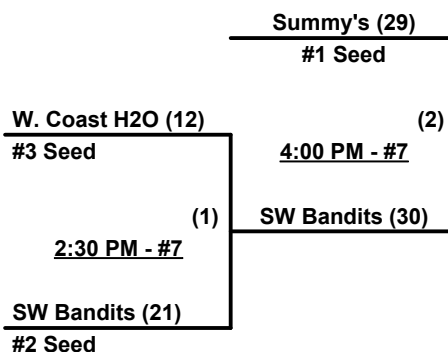 Summy's (29)
#1 Seed
W. Coast H2O (12)
(2)
#3 Seed
4:00 PM - #7
(1)
SW Bandits (30)
2:30 PM - #7
SW Bandits (21)
#2 Seed